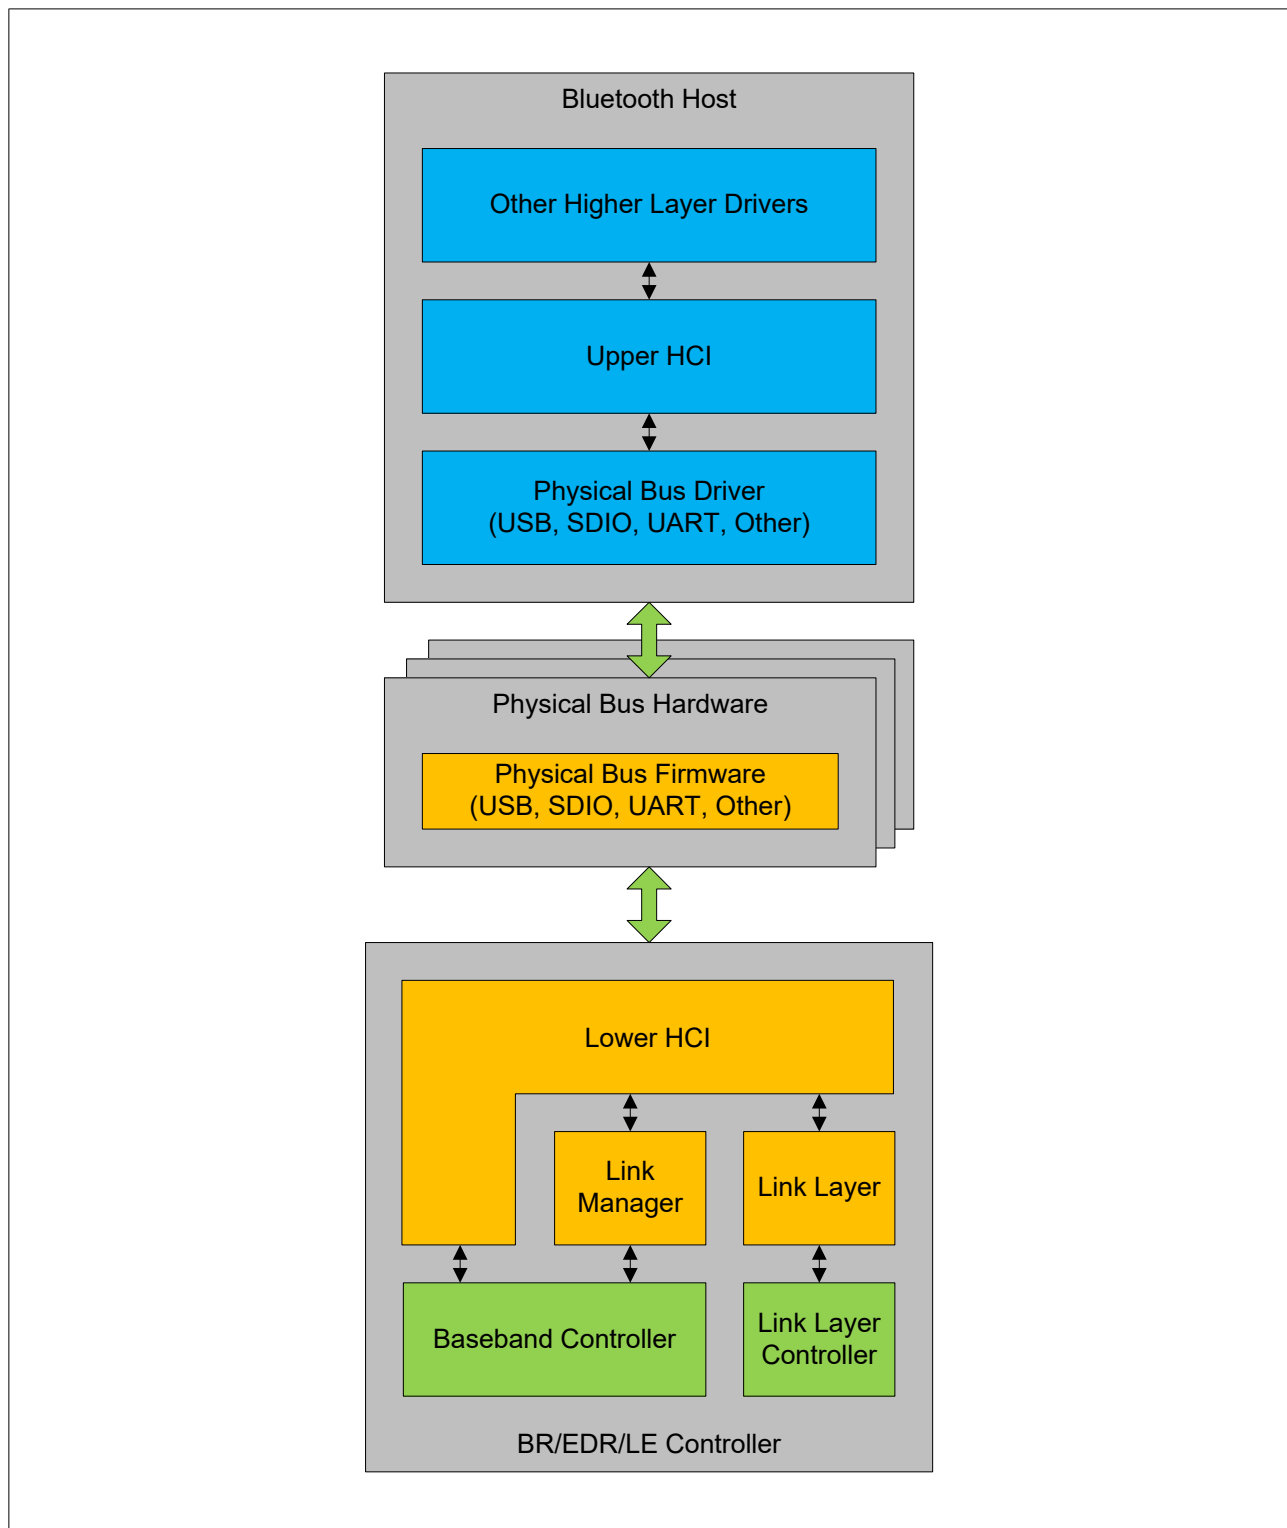 Bluetooth Host
Other Higher Layer Drivers
Upper HCI
Physical Bus Driver
(USB, SDIO, UART, Other)
Physical Bus Hardware
Physical Bus Firmware
(USB, SDIO, UART, Other)
Lower HCI
Link
Manager
Link Layer
Baseband Controller
Link Layer
Controller
BR/EDR/LE Controller